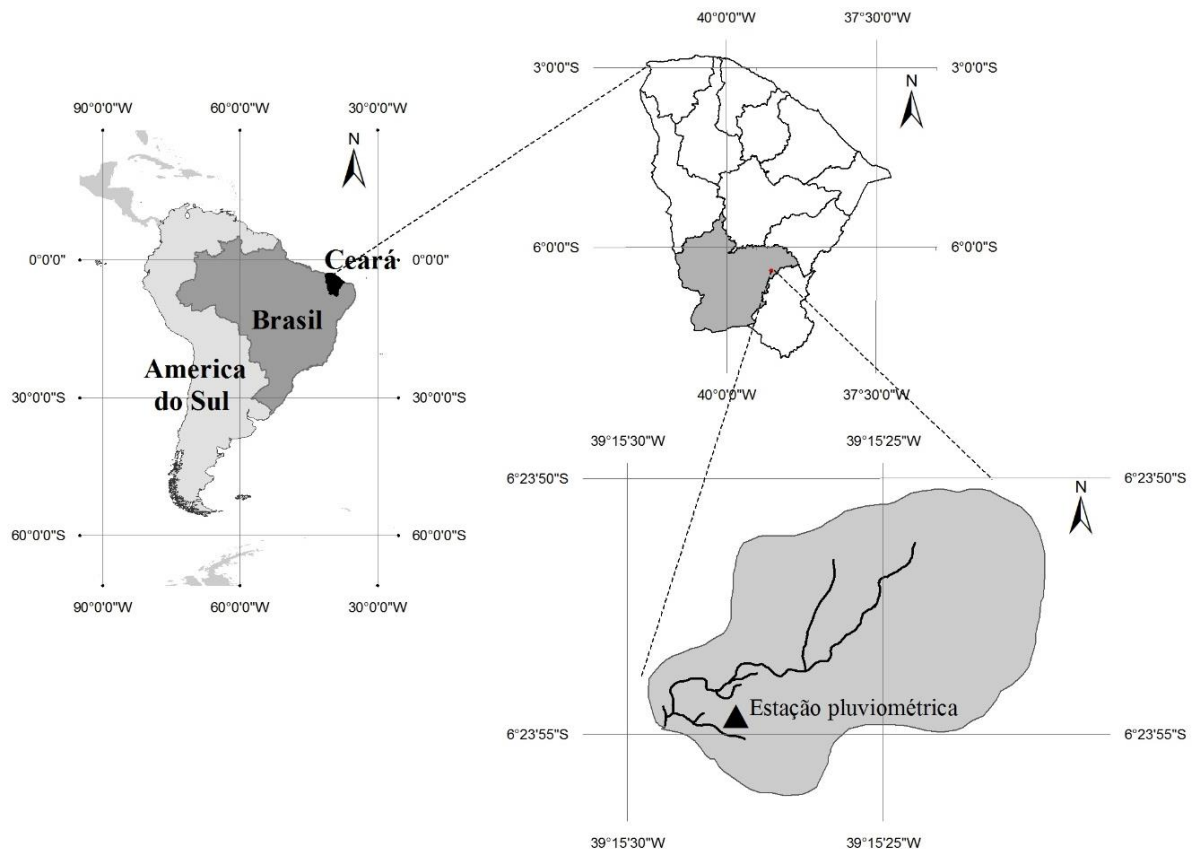 90°0'0"W
60°0'0"W
30°0'0"W
N
0°0'0"
0°0'0"
Ceará
Brasil
America
do Sul
30°0'0"S
30°0'0"S
60°0'0"S
60°0'0"S
90°0'0"W
60°0'0"W
30°0'0"W
40°0'0"W
37°30'0"W
3°0'0"S
3°0'0"S
N
6°0'0"S
6°0'0"S
40°0'0"W
37°30'0"W
39°15'30"W
39°15'25"W
6°23'50"S
6°23'50"S
N
Estação pluviométrica
6°23'55"S
6°23'55"S
39°15'30"W
39°15'25"W